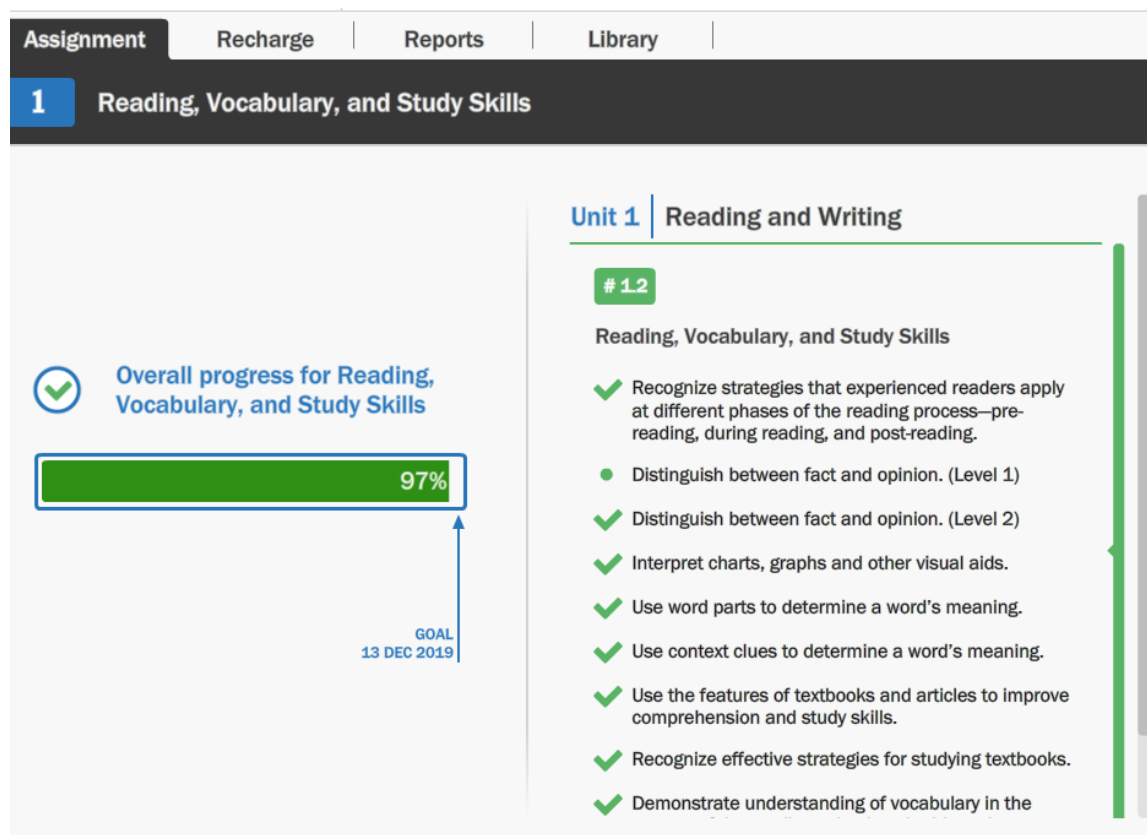 Assignment
Recharge
Reports
Library
1
Reading, Vocabulary, and Study Skills
Overall progress for Reading,
Vocabulary, and Study Skills
97%
GOAL
13 DEC 2019
Unit 1
Reading and Writing
# 1.2
Reading, Vocabulary, and Study Skills
Recognize strategies that experienced readers apply
at different phases of the reading process—pre-
reading, during reading, and post-reading.
Distinguish between fact and opinion. (Level 1)
Distinguish between fact and opinion. (Level 2)
Interpret charts, graphs and other visual aids.
Use word parts to determine a word's meaning.
Use context clues to determine a word's meaning.
Use the features of textbooks and articles to improve
comprehension and study skills.
Recognize effective strategies for studying textbooks.
Demonstrate understanding of vocabulary in the